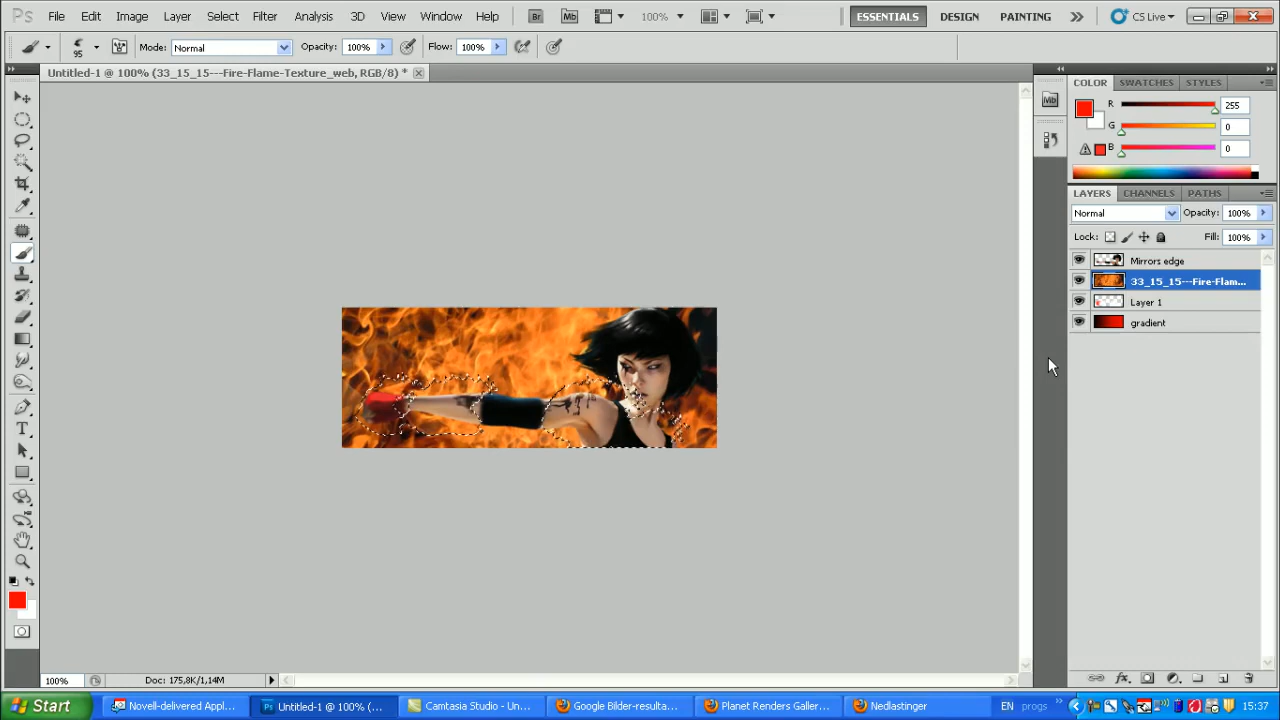 Ps File Edit Image Layer Select Filter Analysis 3D View Window Help Br Mb 100% ESSENTIALS DESIGN PAINTING CS Live
95 Mode: Normal Opacity: 100% Flow: 100%
Untitled-1 @ 100% (33_15_15---Fire-Flame-Texture_web, RGB/8) *
COLOR SWATCHES STYLES
Mb
R 255
G 0
B 0
LAYERS CHANNELS PATHS
Normal Opacity: 100%
Lock: Fill: 100%
Mirrors edge
33_15_15---Fire-Flam...
Layer 1
gradient
T
100% Doc: 175,8K/1,14M
fx
Start Novell-delivered Appl... Untitled-1 @ 100% (... Camtasia Studio - Un... Google Bilder-resulta... Planet Renders Galler... Nedlastinger EN progs 15:37